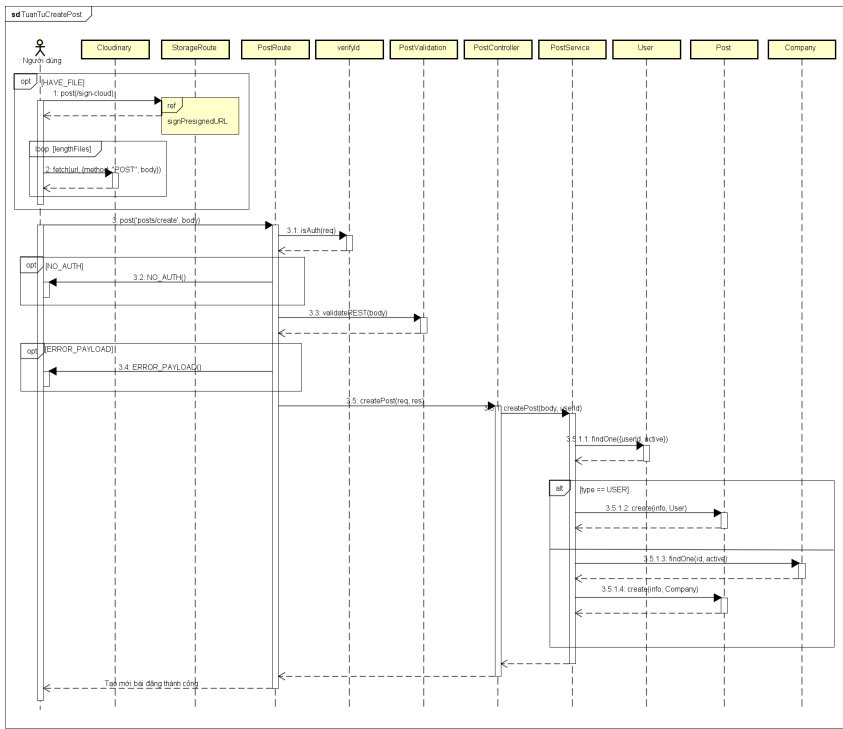 sd TuanTuCreatePost
: Người dùng
Cloudinary
StorageRoute
PostRoute
verifyId
PostValidation
PostController
PostService
User
Post
Company
opt [HAVE_FILE]
1: post(/sign-cloud)
ref
signPresignedURL
loop [lengthFiles]
2: fetch(url, {method: "POST", body})
3: post('posts/create', body)
3.1: isAuth(req)
opt [NO_AUTH]
3.2: NO_AUTH()
3.3: validateREST(body)
opt [ERROR_PAYLOAD]
3.4: ERROR_PAYLOAD()
3.5: createPost(req, res)
3.5.1: createPost(body, userId)
3.5.1.1: findOne({userId, active})
alt [type == USER]
3.5.1.2: create(info, User)
3.5.1.3: findOne(id, active)
3.5.1.4: create(info, Company)
Tạo mới bài đăng thành công